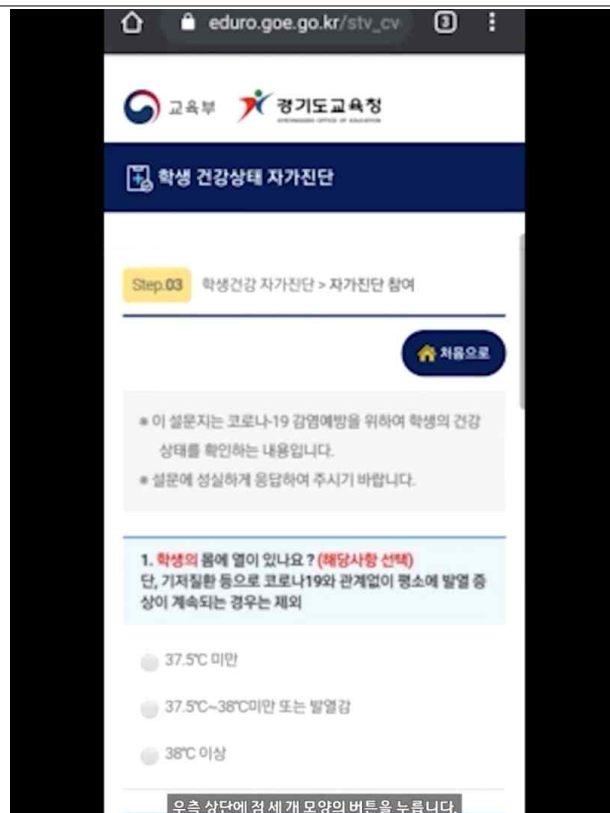 eduro.goe.go.kr/stv_cv
3
교육부
경기도교육청
학생 건강상태 자가진단
Step.03 학생건강 자가진단 > 자가진단 참여
처음으로
※ 이 설문지는 코로나-19 감염예방을 위하여 학생의 건강
상태를 확인하는 내용입니다.
※ 설문에 성실하게 응답하여 주시기 바랍니다.
1. 학생의 몸에 열이 있나요 ? (해당사항 선택)
단, 기저질환 등으로 코로나19와 관계없이 평소에 발열 증
상이 계속되는 경우는 제외
37.5℃ 미만
37.5℃~38℃미만 또는 발열감
38℃ 이상
우측 상단에 점 세 개 모양의 버튼을 누릅니다.